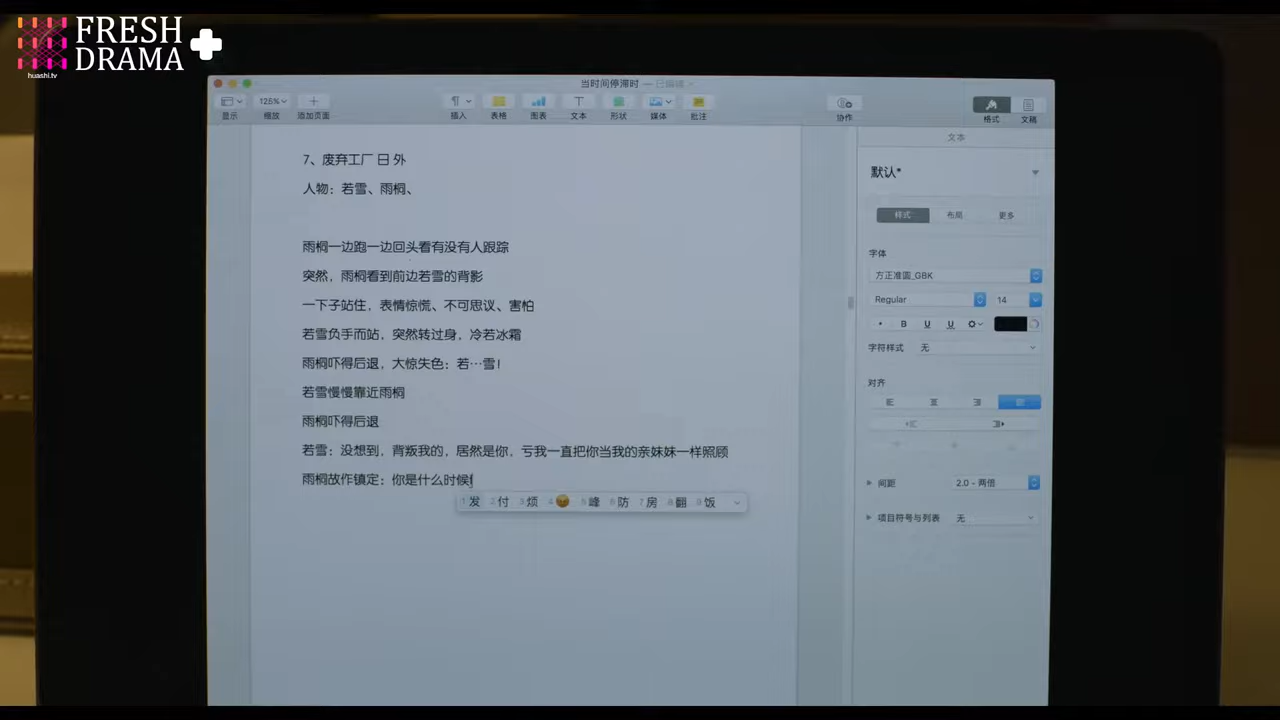 FRESH
DRAMA
huashi.tv
当时间停滞时 — 已编辑
125%
显示 缩放 添加页面 插入 表格 图表 文本 形状 媒体 批注 协作 格式 文稿
文本
7、废弃工厂 日 外
人物：若雪、雨桐、
雨桐一边跑一边回头看有没有人跟踪
突然，雨桐看到前边若雪的背影
一下子站住，表情惊慌、不可思议、害怕
若雪负手而站，突然转过身，冷若冰霜
雨桐吓得后退，大惊失色：若…雪！
若雪慢慢靠近雨桐
雨桐吓得后退
若雪：没想到，背叛我的，居然是你，亏我一直把你当我的亲妹妹一样照顾
雨桐故作镇定：你是什么时候f
1 发 2 付 3 烦 4 😡 5 峰 6 防 7 房 8 翻 9 饭
默认*
样式 布局 更多
字体
方正准圆_GBK
Regular 14
B U U
字符样式 无
对齐
间距 2.0 - 两倍
项目符号与列表 无